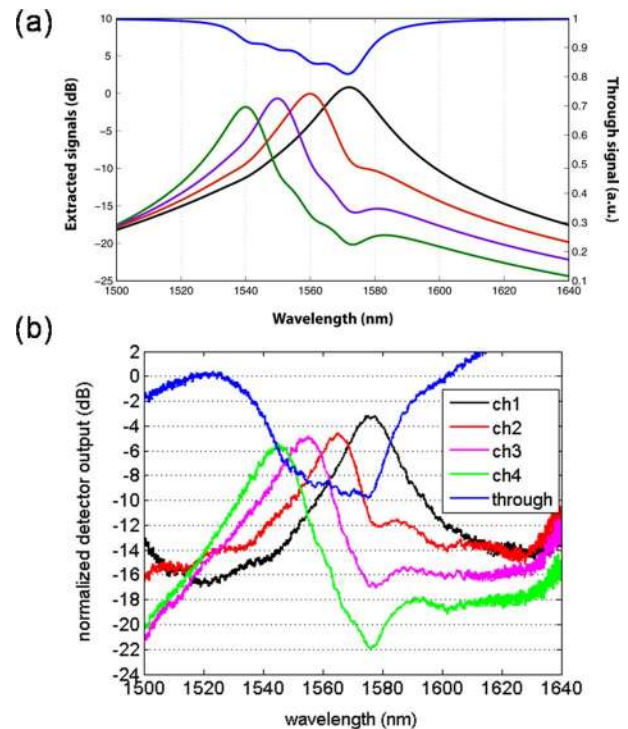 (a)
10
5
0
−5
−10
−15
−20
−25
Extracted signals (dB)
1
0.9
0.8
0.7
0.6
0.5
0.4
0.3
0.2
0.1
Through signal (a.u.)
1500 1520 1540 1560 1580 1600 1620 1640
Wavelength (nm)
(b)
2
0
-2
-4
-6
-8
-10
-12
-14
-16
-18
-20
-22
-24
normalized detector output (dB)
ch1
ch2
ch3
ch4
through
1500 1520 1540 1560 1580 1600 1620 1640
wavelength (nm)